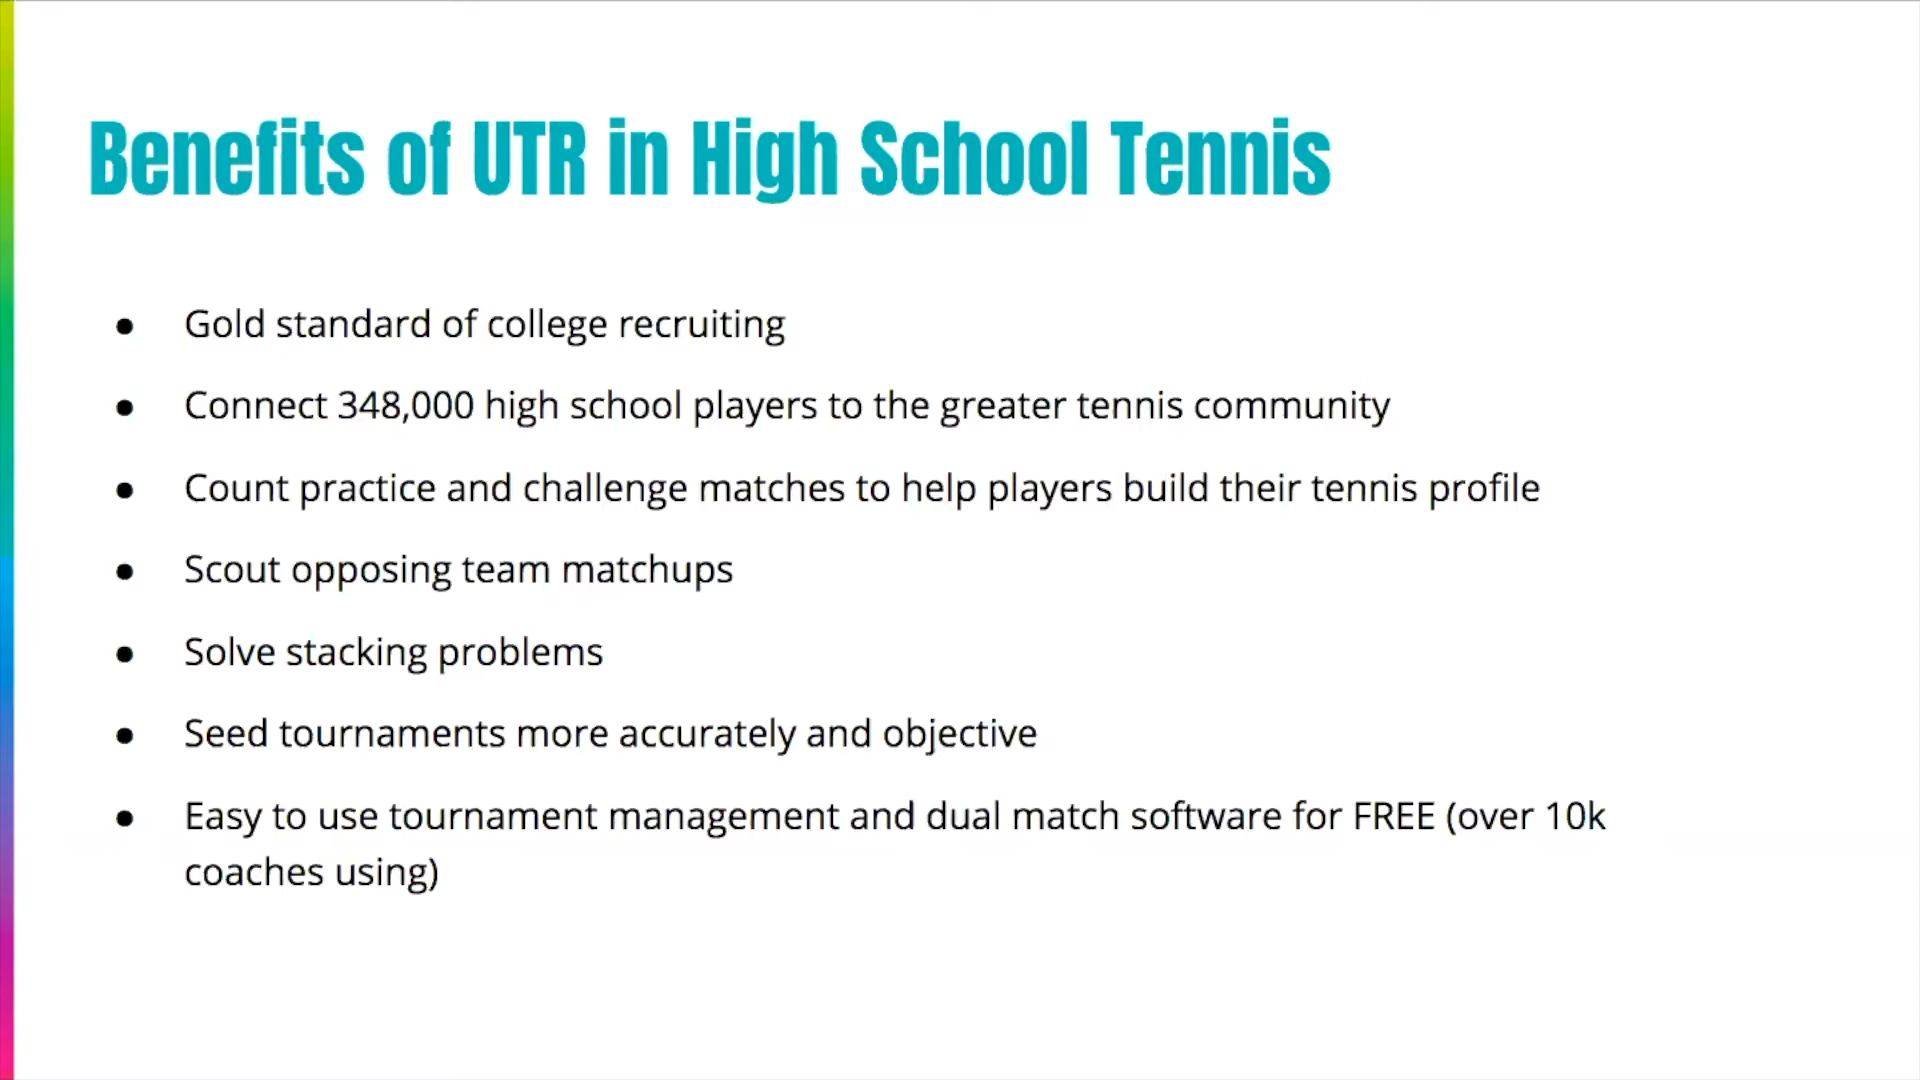 Benefits of UTR in High School Tennis
● Gold standard of college recruiting
● Connect 348,000 high school players to the greater tennis community
● Count practice and challenge matches to help players build their tennis profile
● Scout opposing team matchups
● Solve stacking problems
● Seed tournaments more accurately and objective
● Easy to use tournament management and dual match software for FREE (over 10k
coaches using)